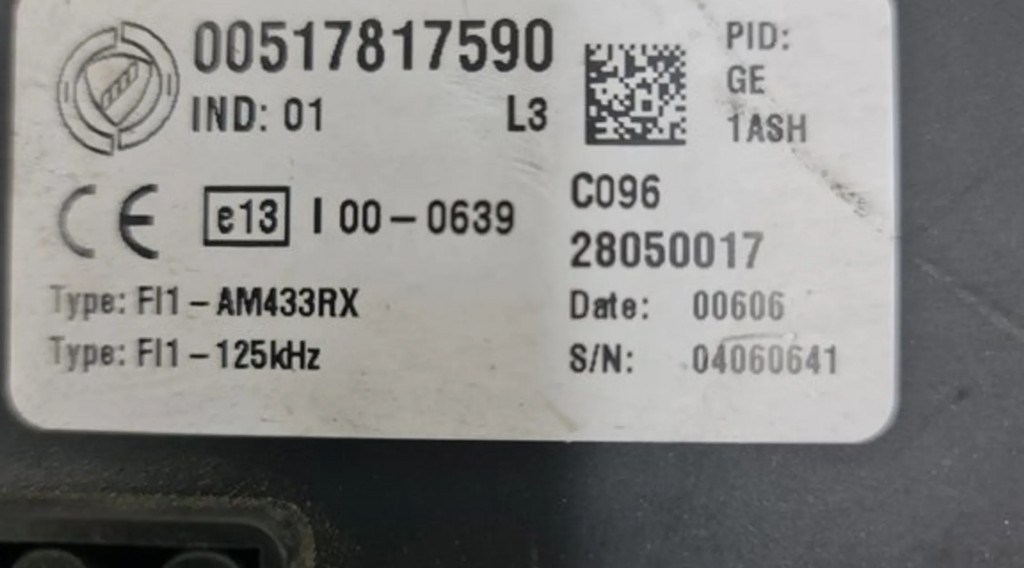 00517817590
IND: 01 L3
PID:
GE
1ASH
CE e13 I 00-0639
C096
28050017
Type: FI1-AM433RX
Date: 00606
Type: FI1-125kHz
S/N: 04060641